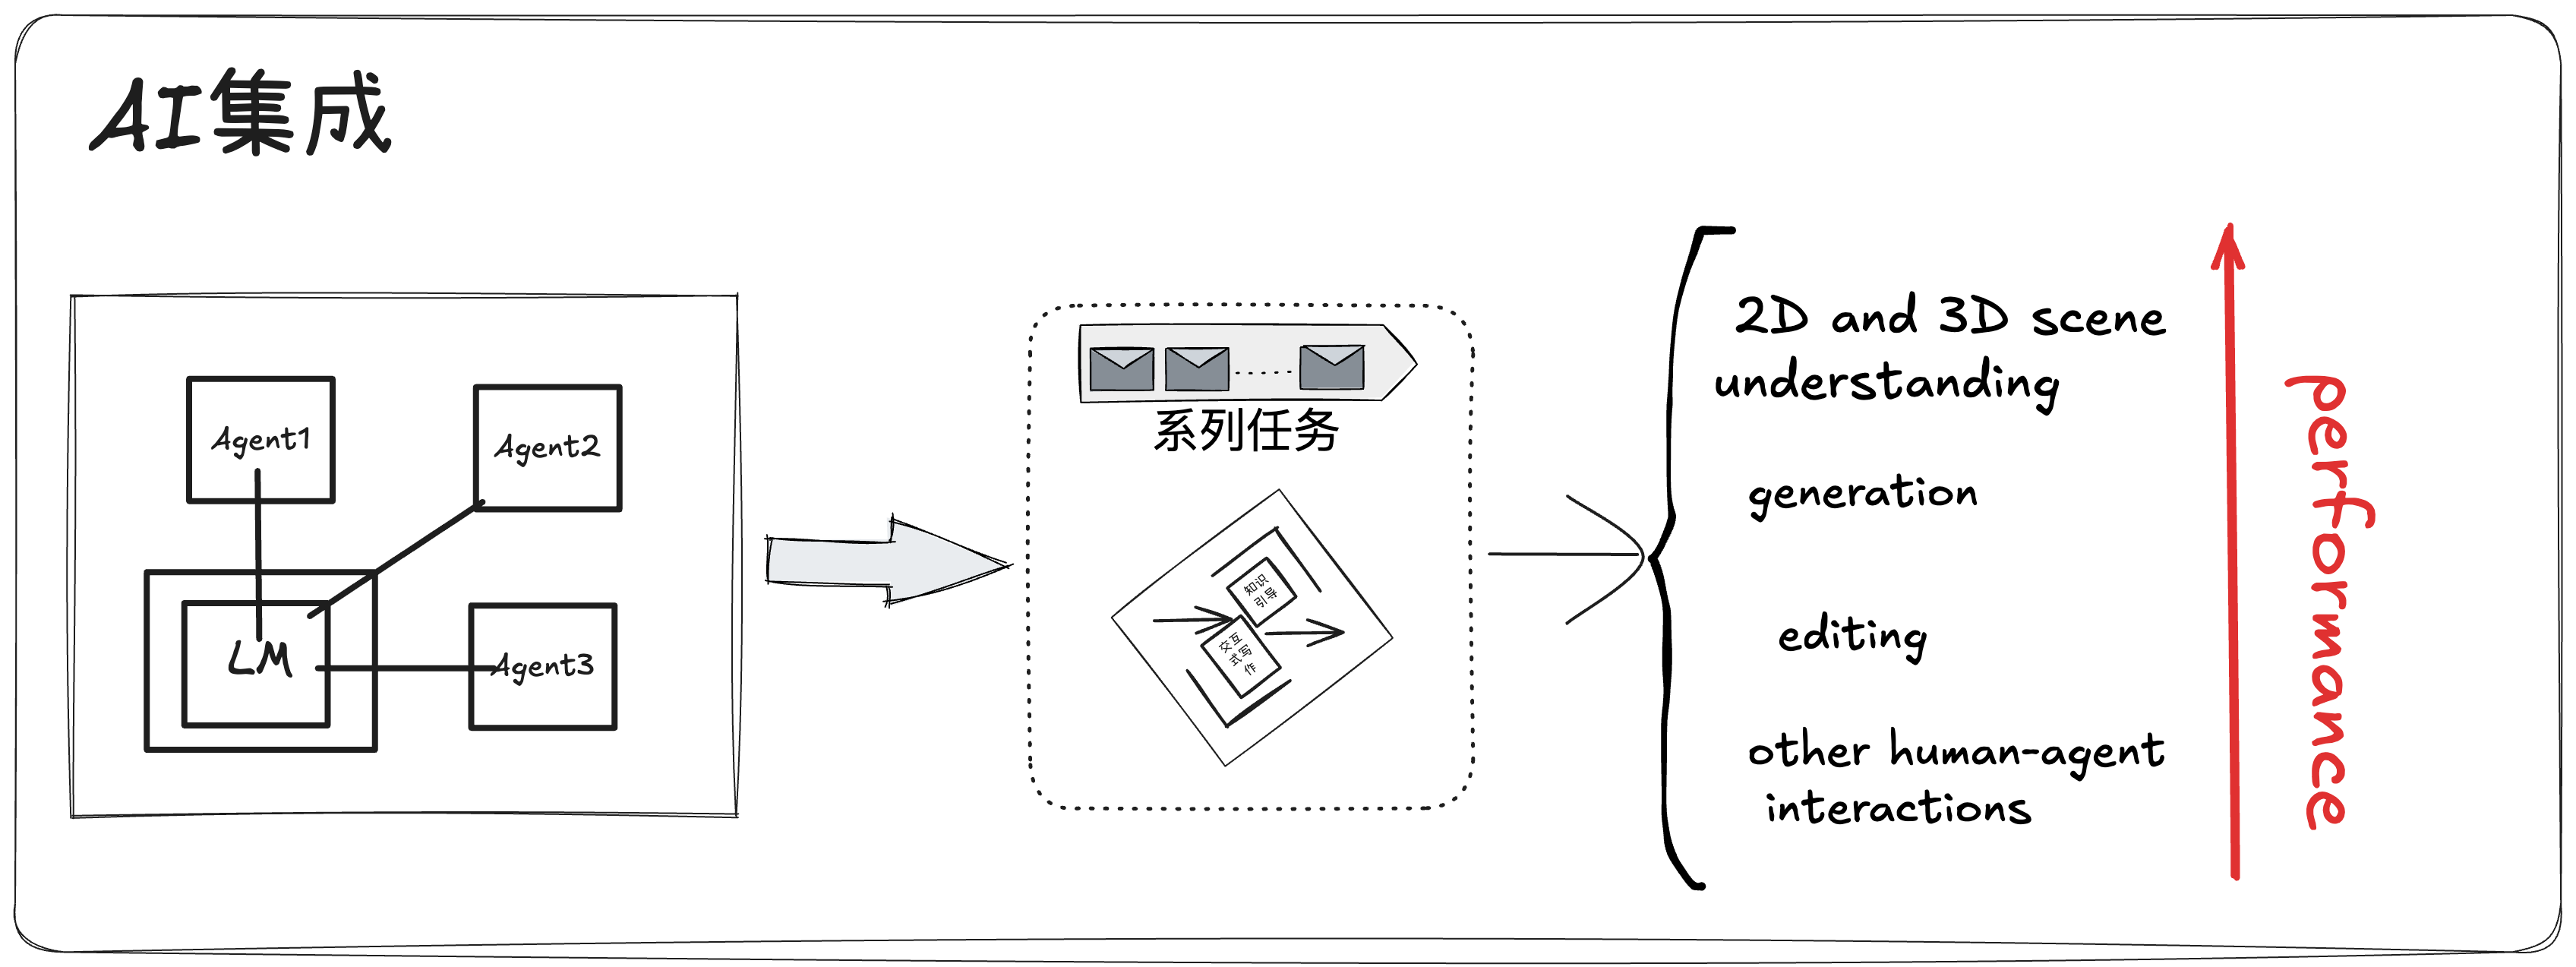 AI集成
Agent1
Agent2
LM
Agent3
系列任务
知识
引导
交互
式写
作
2D and 3D scene
understanding
generation
editing
other human-agent
interactions
performance